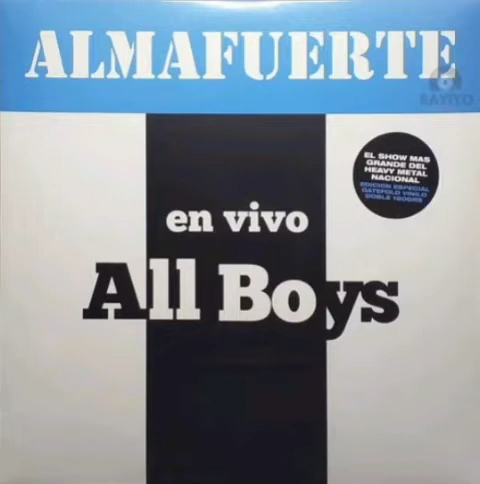 ALMAFUERTE
RAYIYO
EL SHOW MAS
GRANDE DEL
HEAVY METAL
NACIONAL
EDICION ESPECIAL
GATEFOLD VINILO
DOBLE 180GRS
en vivo
All Boys